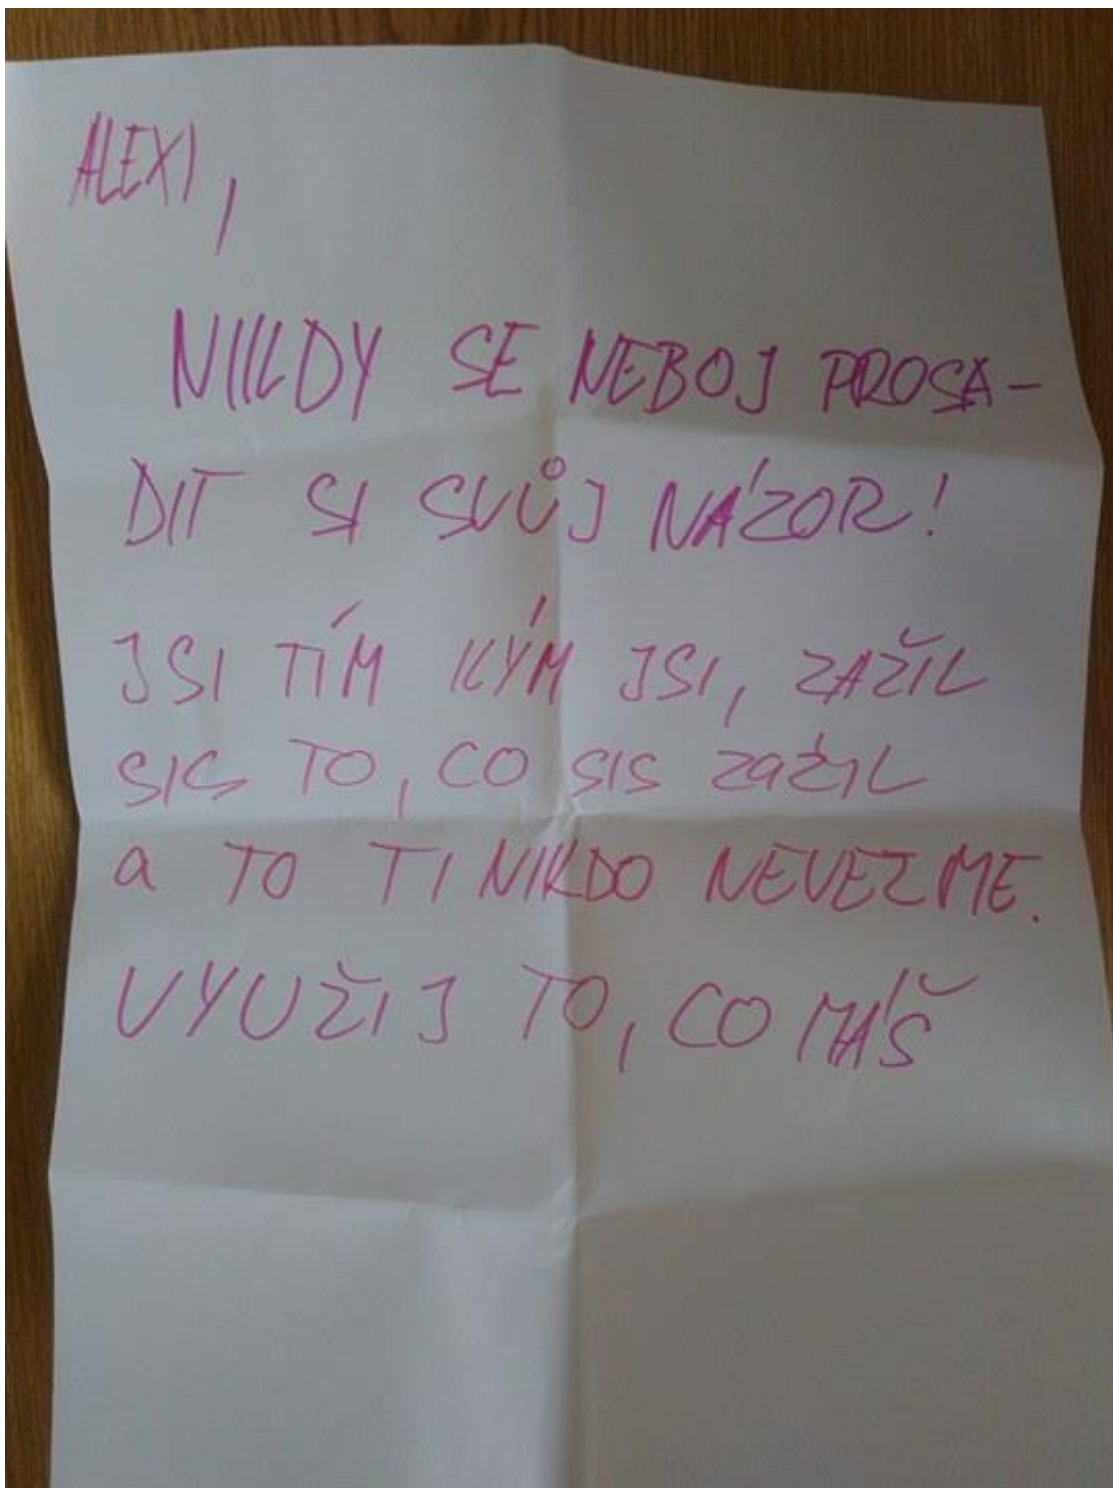 ALEXI,
NIKDY SE NEBOJ PROSA-
DIT SI SVŮJ NÁZOR!
JSI TÍM KÝM JSI, ZAŽIL
SIS TO, CO SIS ZažIL
a TO TI NIKDO NEVEZME.
VYUŽIJ TO, CO MÁŠ